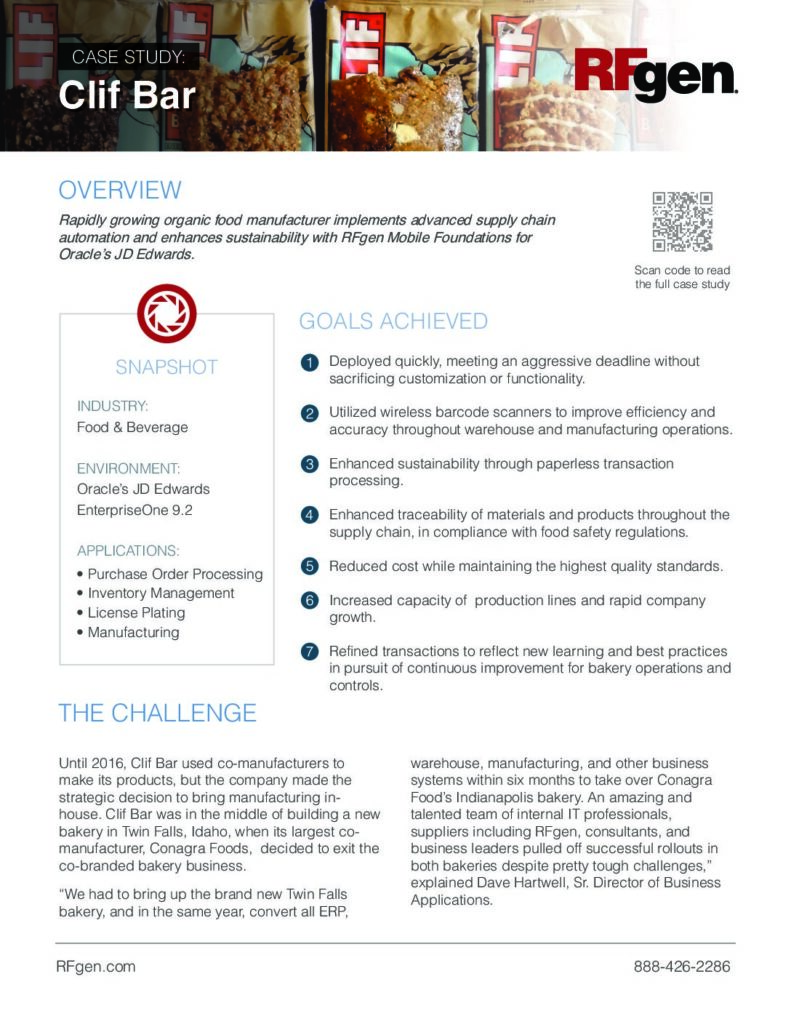 CLIF
CLIF
CLIF
CLIF
CASE STUDY:
Clif Bar
RFgen.
OVERVIEW
Rapidly growing organic food manufacturer implements advanced supply chain
automation and enhances sustainability with RFgen Mobile Foundations for
Oracle's JD Edwards.
Scan code to read
the full case study
SNAPSHOT
INDUSTRY:
Food & Beverage
ENVIRONMENT:
Oracle's JD Edwards
EnterpriseOne 9.2
APPLICATIONS:
• Purchase Order Processing
• Inventory Management
• License Plating
• Manufacturing
GOALS ACHIEVED
1 Deployed quickly, meeting an aggressive deadline without
sacrificing customization or functionality.
2 Utilized wireless barcode scanners to improve efficiency and
accuracy throughout warehouse and manufacturing operations.
3 Enhanced sustainability through paperless transaction
processing.
4 Enhanced traceability of materials and products throughout the
supply chain, in compliance with food safety regulations.
5 Reduced cost while maintaining the highest quality standards.
6 Increased capacity of production lines and rapid company
growth.
7 Refined transactions to reflect new learning and best practices
in pursuit of continuous improvement for bakery operations and
controls.
THE CHALLENGE
Until 2016, Clif Bar used co-manufacturers to
make its products, but the company made the
strategic decision to bring manufacturing in-
house. Clif Bar was in the middle of building a new
bakery in Twin Falls, Idaho, when its largest co-
manufacturer, Conagra Foods, decided to exit the
co-branded bakery business.
“We had to bring up the brand new Twin Falls
bakery, and in the same year, convert all ERP,
warehouse, manufacturing, and other business
systems within six months to take over Conagra
Food's Indianapolis bakery. An amazing and
talented team of internal IT professionals,
suppliers including RFgen, consultants, and
business leaders pulled off successful rollouts in
both bakeries despite pretty tough challenges,”
explained Dave Hartwell, Sr. Director of Business
Applications.
RFgen.com
888-426-2286